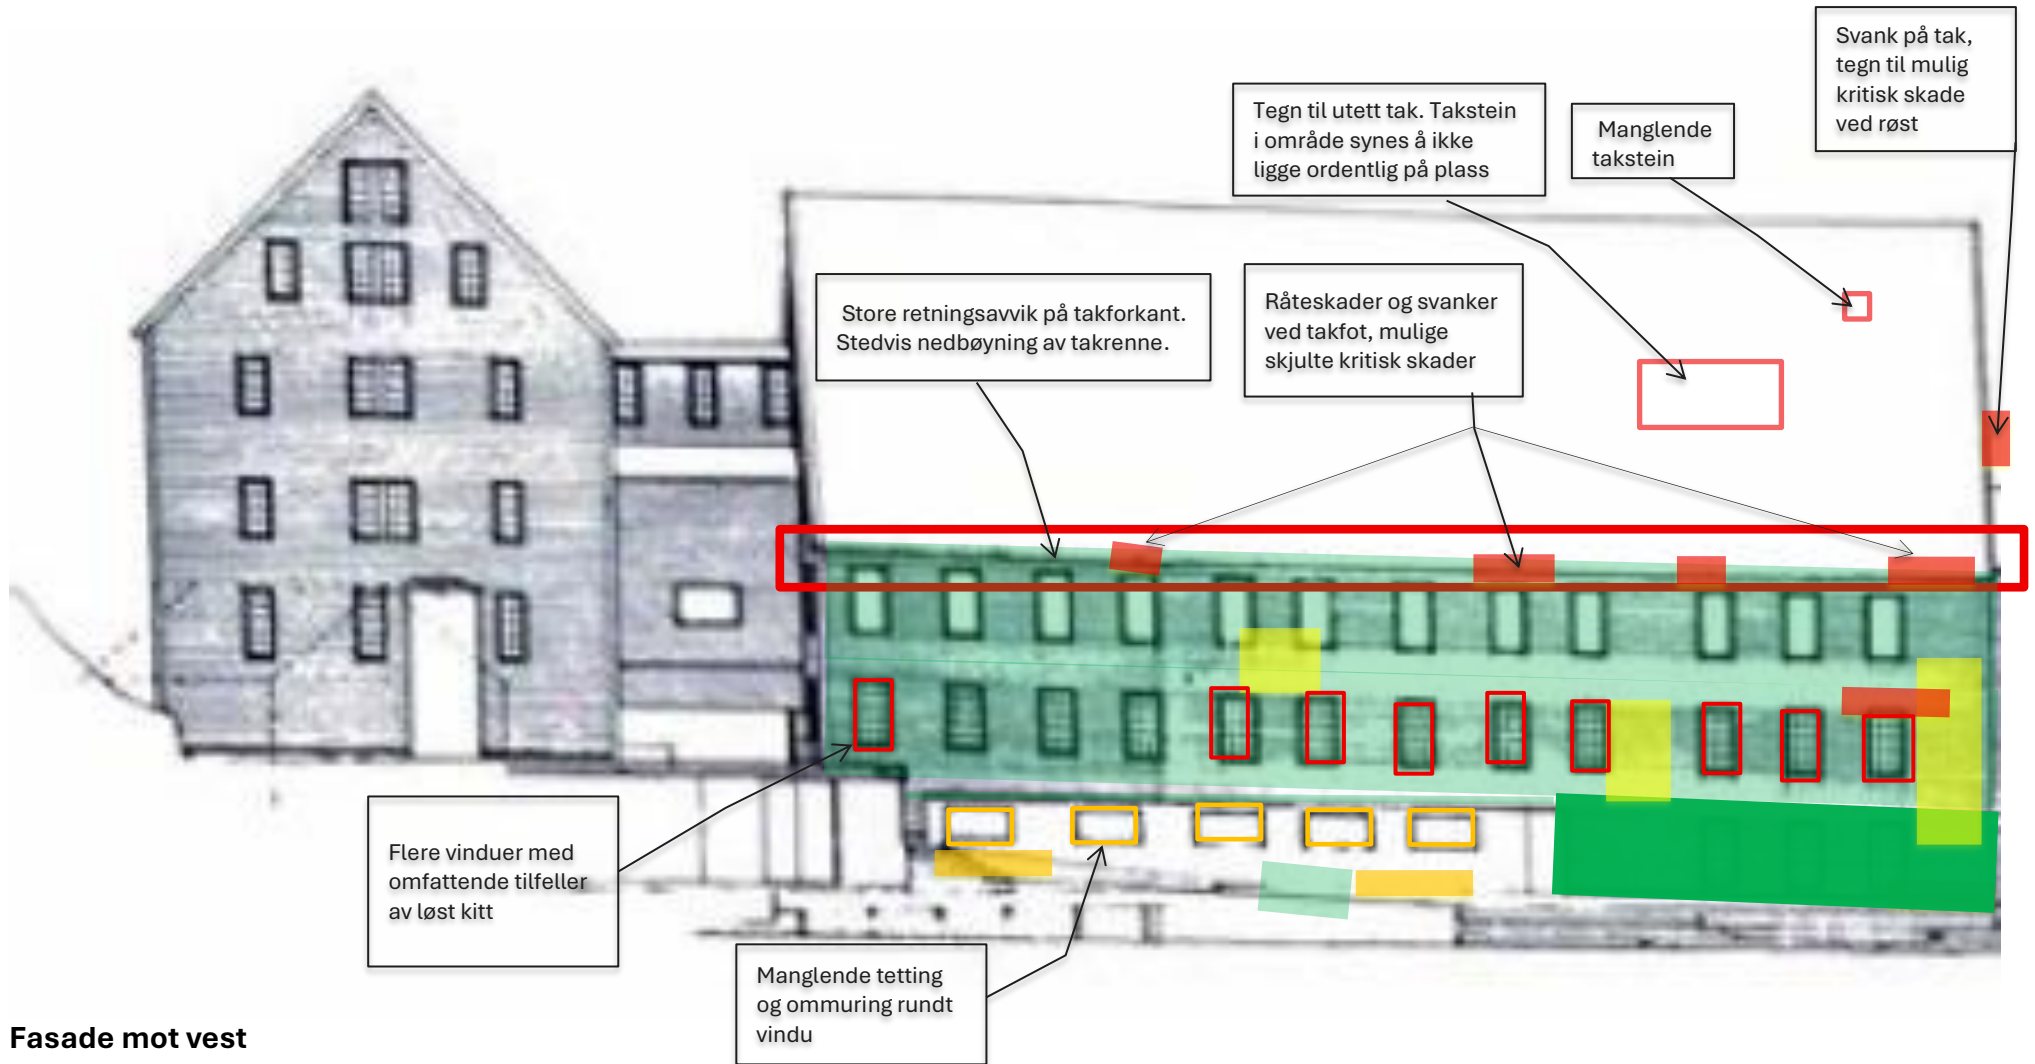 Svank på tak,
tegn til mulig
kritisk skade
ved røst
Tegn til utett tak. Takstein
i område synes å ikke
ligge ordentlig på plass
Manglende
takstein
Store retningsavvik på takforkant.
Stedvis nedbøyning av takrenne.
Råteskader og svanker
ved takfot, mulige
skjulte kritisk skader
Flere vinduer med
omfattende tilfeller
av løst kitt
Manglende tetting
og ommuring rundt
vindu
Fasade mot vest